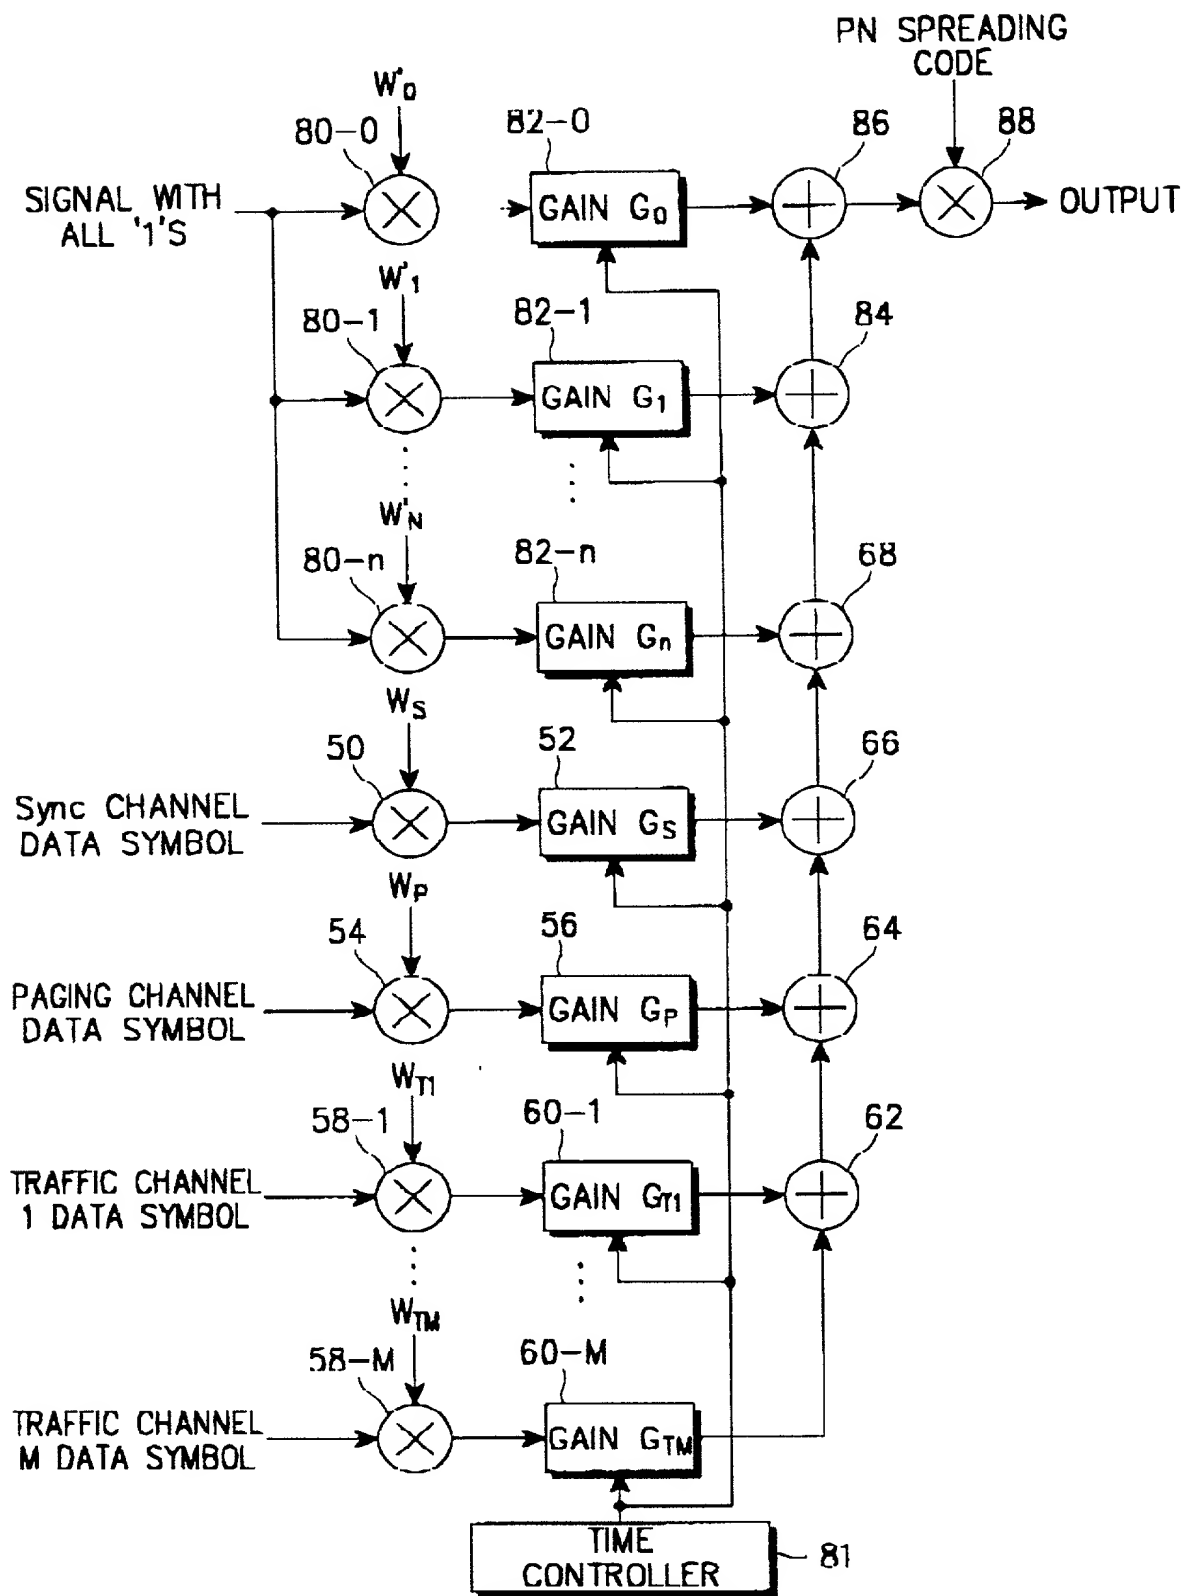 PN SPREADING
CODE
W'0
80-0
82-0
86
88
SIGNAL WITH
ALL '1'S
GAIN G0
OUTPUT
W'1
80-1
82-1
84
GAIN G1
W'N
80-n
82-n
68
GAIN Gn
WS
50
52
66
Sync CHANNEL
DATA SYMBOL
GAIN GS
WP
54
56
64
PAGING CHANNEL
DATA SYMBOL
GAIN GP
WT1
58-1
60-1
62
TRAFFIC CHANNEL
1 DATA SYMBOL
GAIN GT1
WTM
58-M
60-M
TRAFFIC CHANNEL
M DATA SYMBOL
GAIN GTM
TIME
CONTROLLER
81